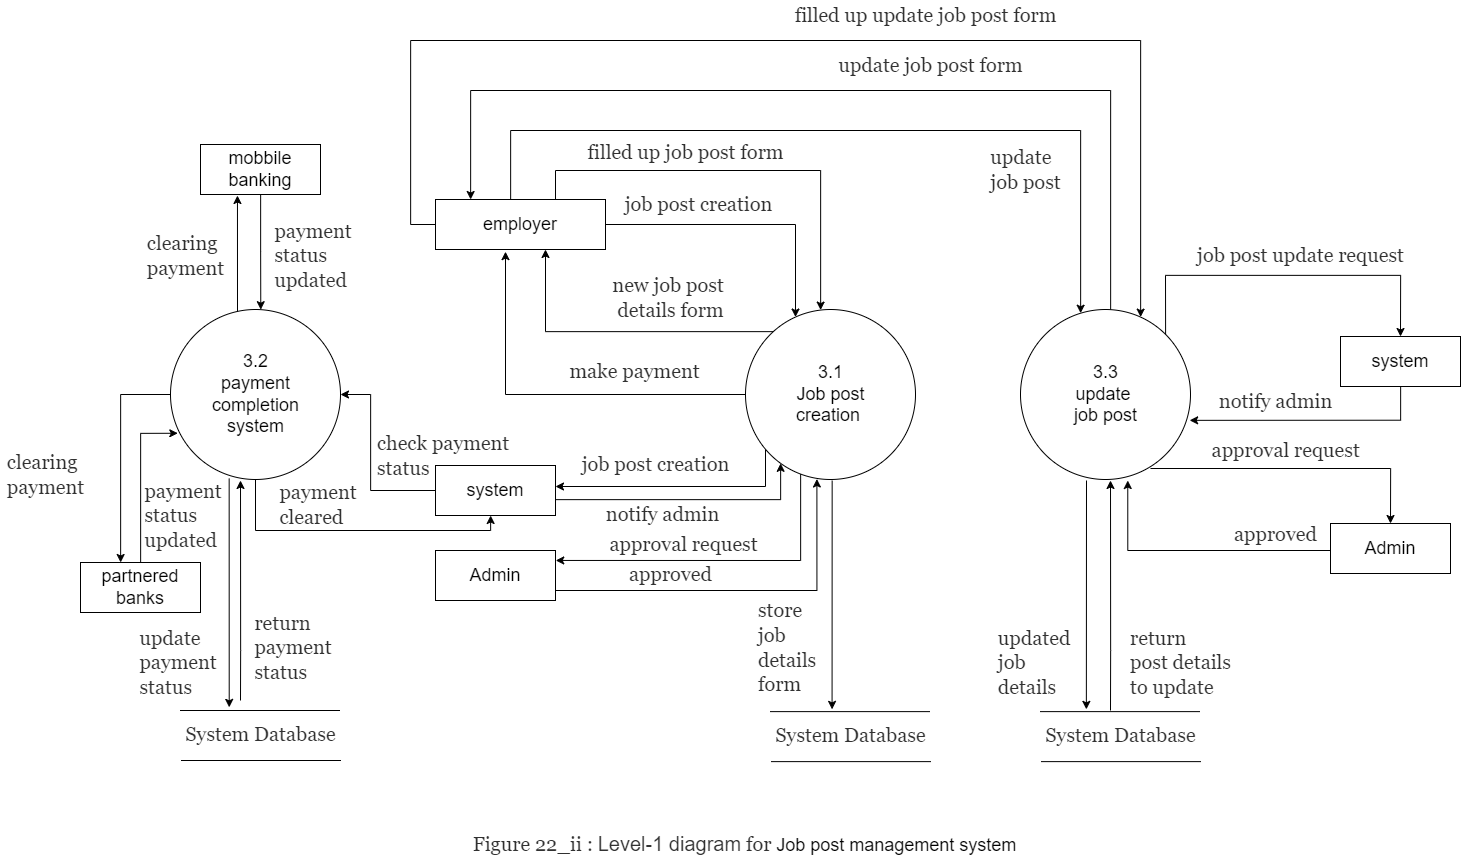 filled up update job post form
update job post form
filled up job post form
update
job post
mobbile
banking
employer
job post creation
clearing
payment
payment
status
updated
new job post
details form
job post update request
3.2
payment
completion
system
make payment
3.1
Job post
creation
3.3
update
job post
system
notify admin
check payment
status
clearing
payment
payment
status
updated
payment
cleared
system
job post creation
notify admin
approval request
approval request
approved
Admin
approved
Admin
partnered
banks
update
payment
status
return
payment
status
store
job
details
form
updated
job
details
return
post details
to update
System Database
System Database
System Database
Figure 22_ii : Level-1 diagram for Job post management system